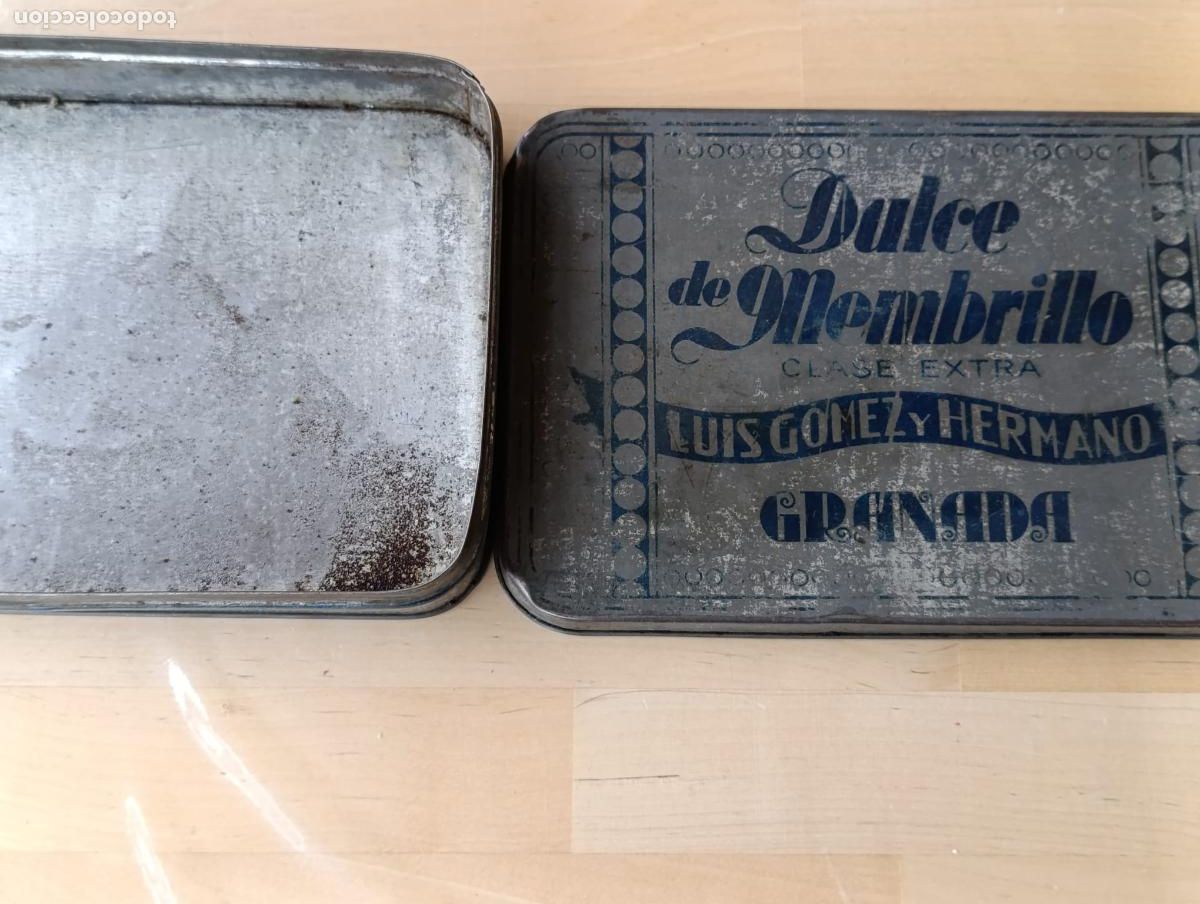 todocoleccion
Dulce
de Membrillo
CLASE EXTRA
LUIS GOMEZ Y HERMANO
GRANADA